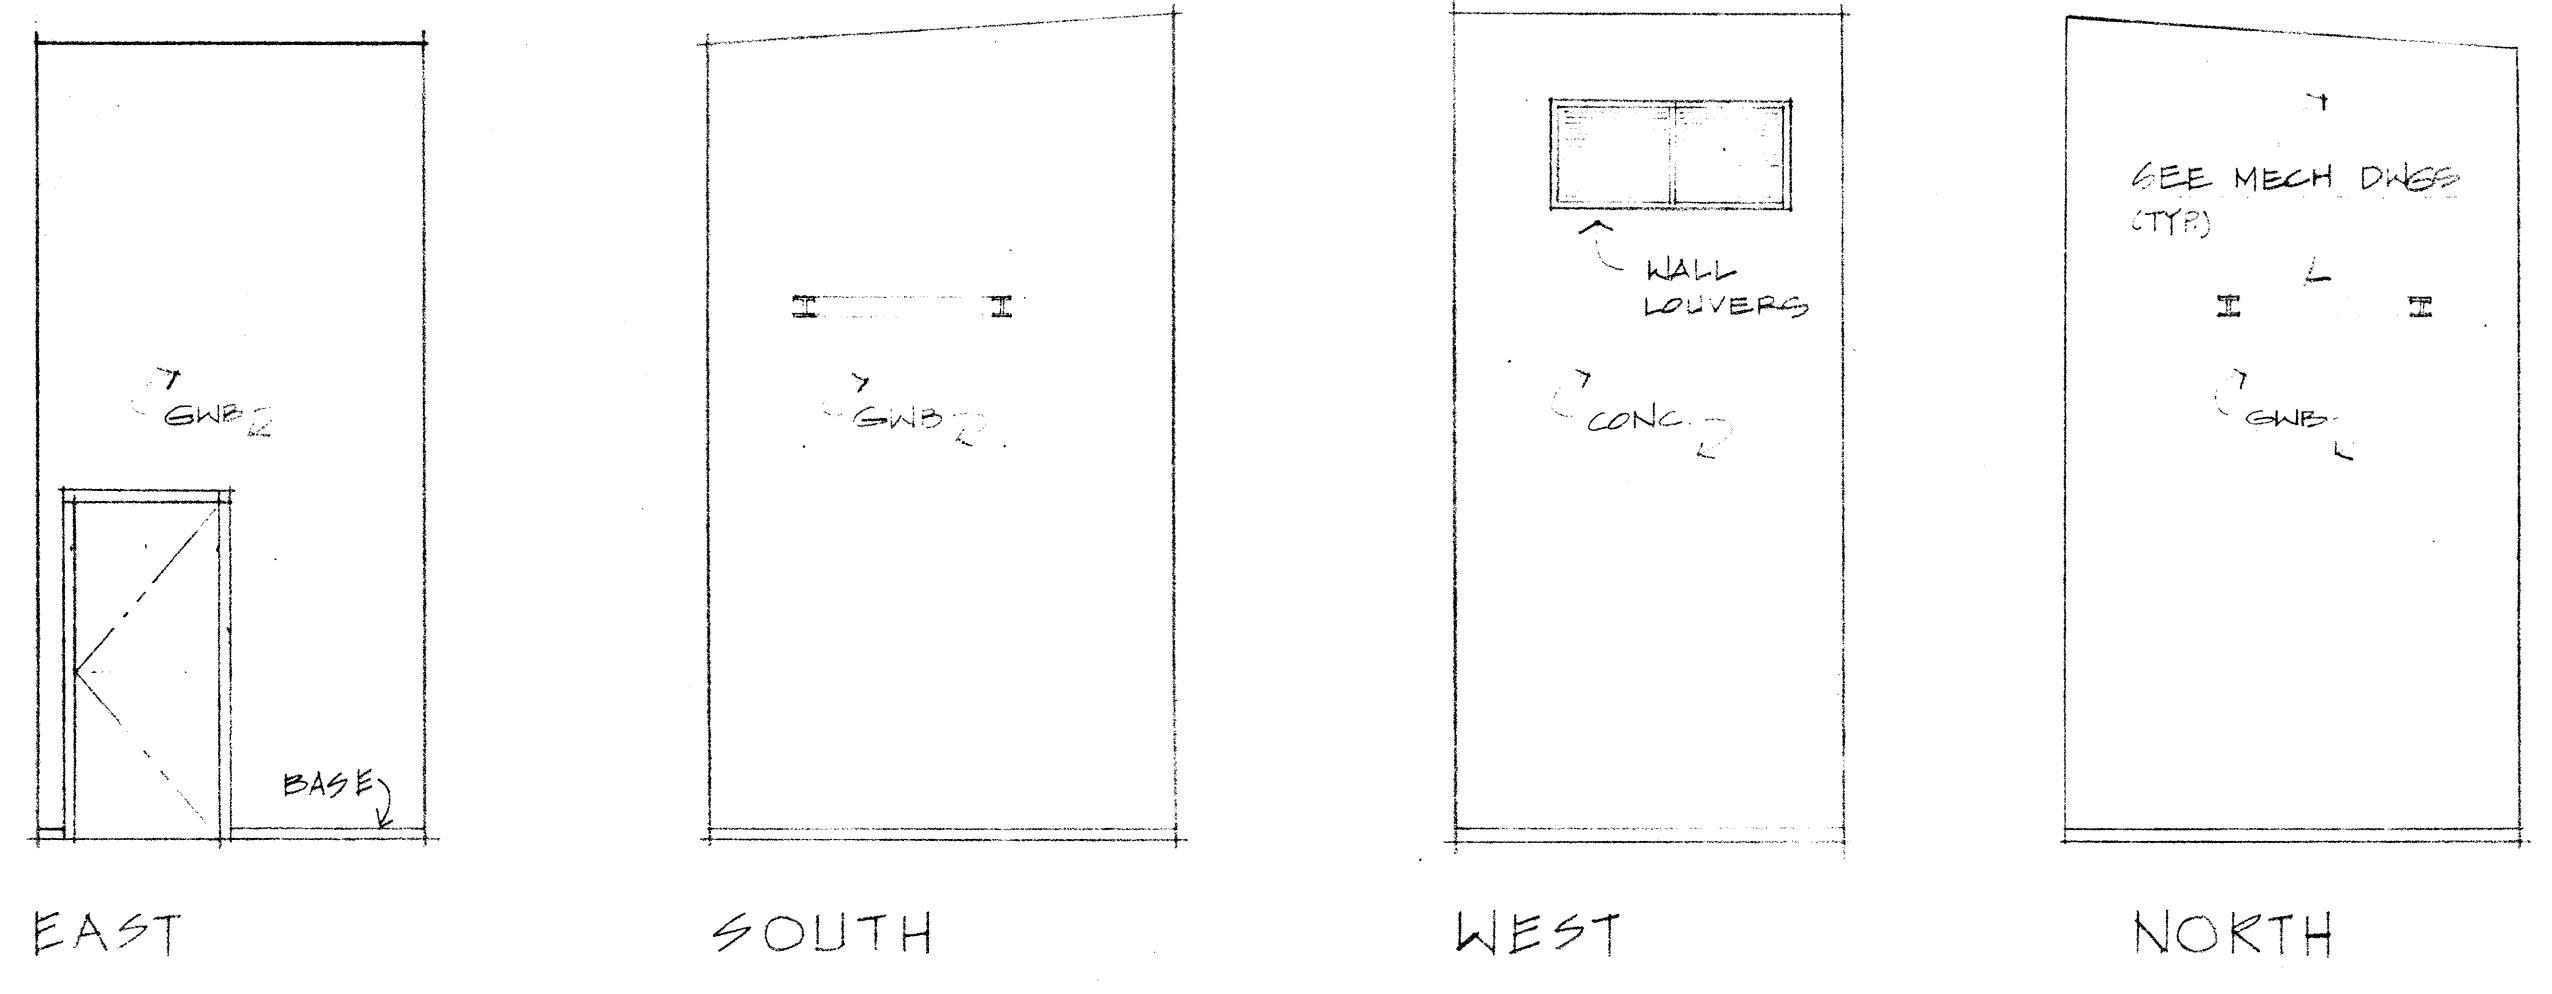 GWB
BASE
EAST
GWB
SOUTH
WALL
LOUVERS
CONC.
WEST
SEE MECH DWGS
(TYP.)
GWB
NORTH